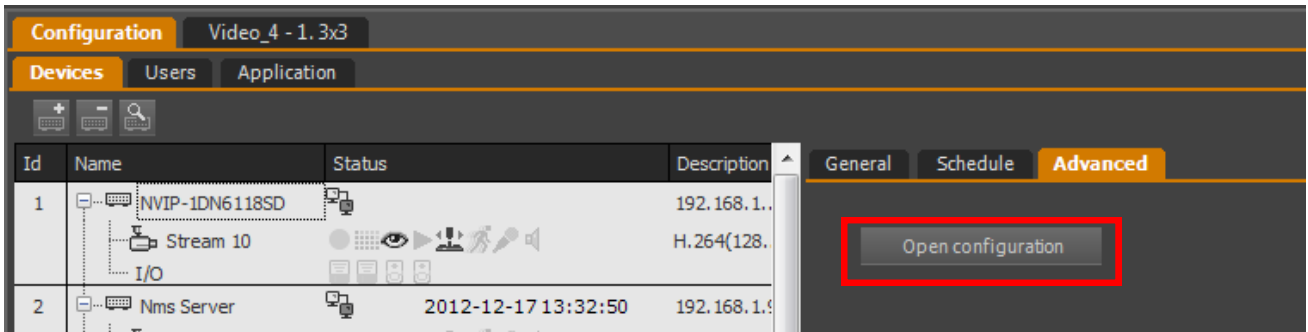 Configuration Video_4 - 1. 3x3
Devices Users Application
Id Name Status Description General Schedule Advanced
1 NVIP-1DN6118SD 192.168.1..
Open configuration
Stream 10 H.264(128..
I/O
2 Nms Server 2012-12-17 13:32:50 192.168.1.9